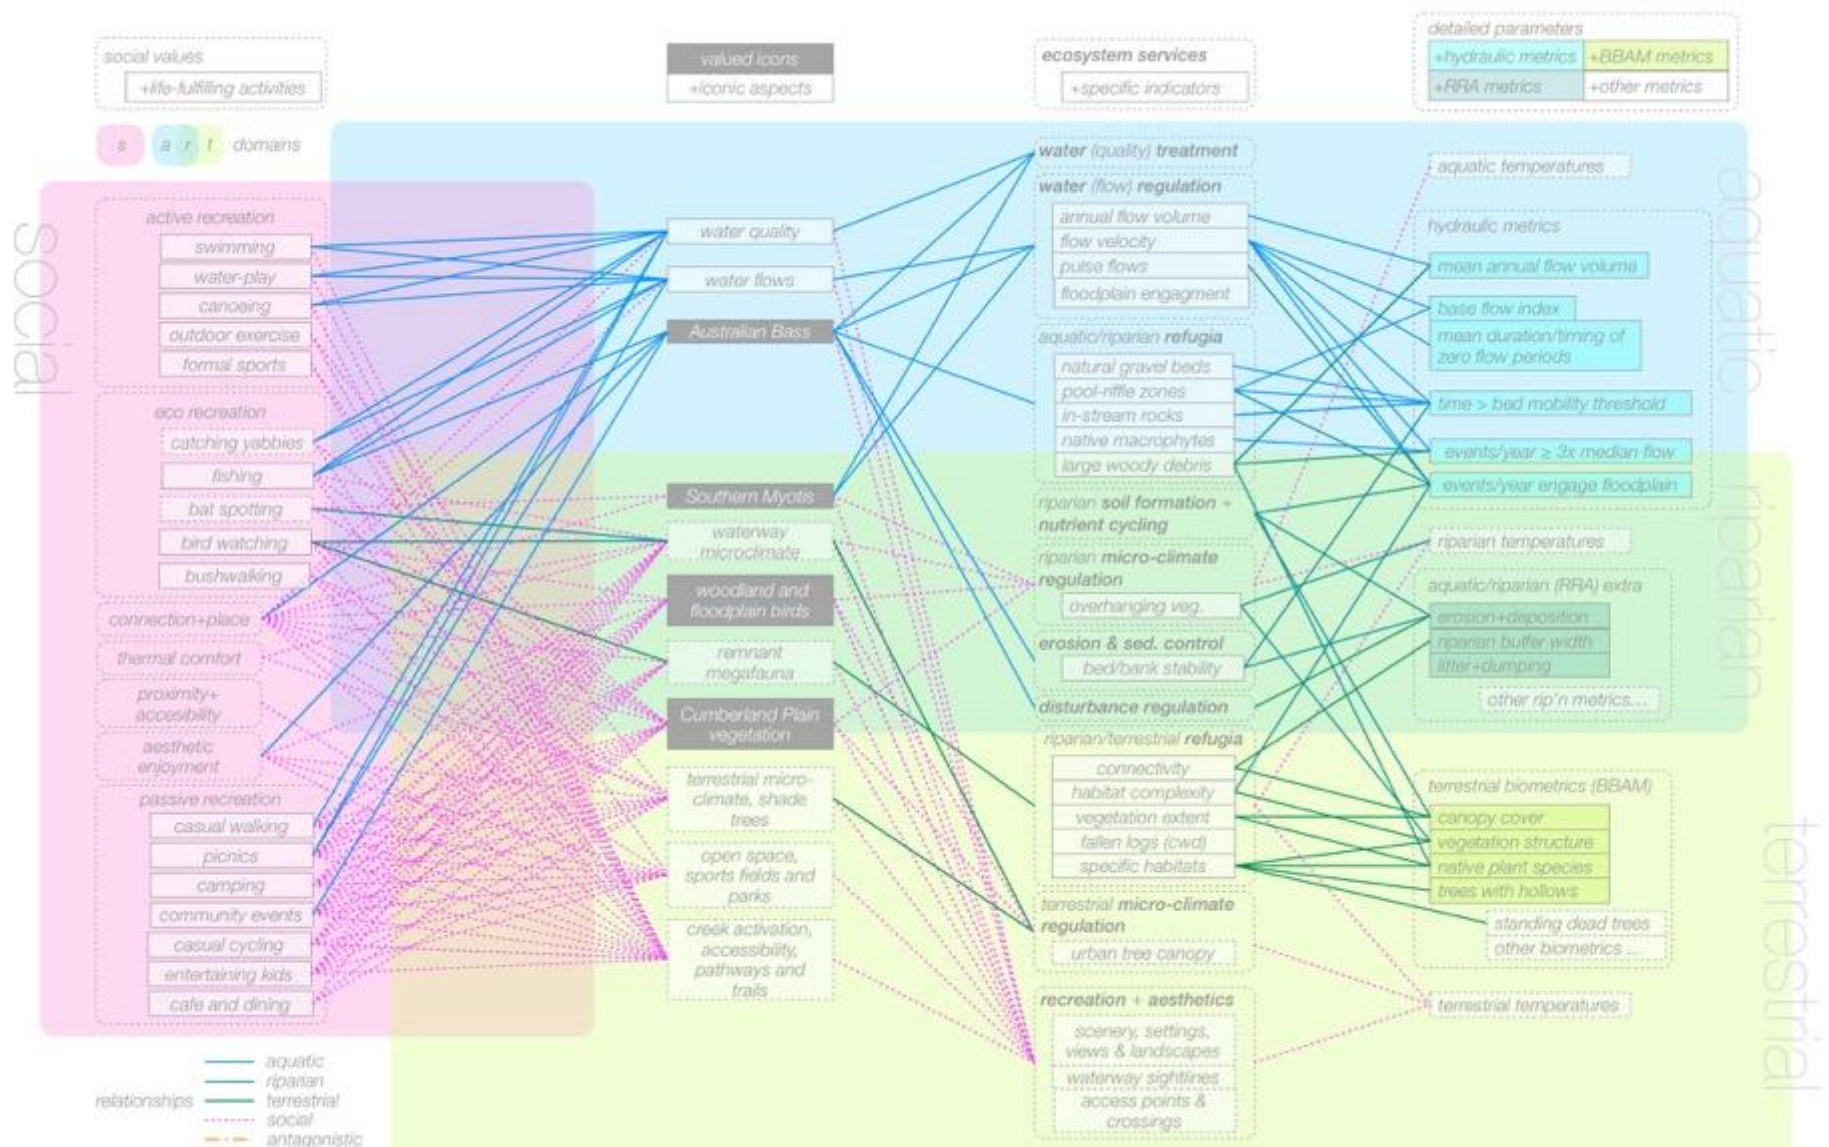 social values
+life-fulfilling activities
valued icons
+iconic aspects
ecosystem services
+specific indicators
detailed parameters
+hydraulic metrics
+BBAM metrics
+RRA metrics
+other metrics
s a r t domains
social
active recreation
swimming
water-play
canoeing
outdoor exercise
formal sports
eco recreation
catching yabbies
fishing
bat spotting
bird watching
bushwalking
connection+place
thermal comfort
proximity+
accesibility
aesthetic
enjoyment
passive recreation
casual walking
picnics
camping
community events
casual cycling
entertaining kids
cafe and dining
relationships
aquatic
riparian
terrestrial
social
antagonistic
water quality
water flows
Australian Bass
Southern Myotis
waterway
microclimate
woodland and
floodplain birds
remnant
megafauna
Cumberland Plain
vegetation
terrestrial micro-
climate, shade
trees
open space,
sports fields and
parks
creek activation,
accessibility,
pathways and
trails
water (quality) treatment
water (flow) regulation
annual flow volume
flow velocity
pulse flows
floodplain engagment
aquatic/riparian refugia
natural gravel beds
pool-riffle zones
in-stream rocks
native macrophytes
large woody debris
riparian soil formation +
nutrient cycling
riparian micro-climate
regulation
overhanging veg.
erosion & sed. control
bed/bank stability
disturbance regulation
riparian/terrestrial refugia
connectivity
habitat complexity
vegetation extent
fallen logs (cwd)
specific habitats
terrestrial micro-climate
regulation
urban tree canopy
recreation + aesthetics
scenery, settings,
views & landscapes
waterway sightlines
access points &
crossings
aquatic temperatures
hydraulic metrics
mean annual flow volume
base flow index
mean duration/timing of
zero flow periods
time > bed mobility threshold
events/year ≥ 3x median flow
events/year engage floodplain
riparian temperatures
aquatic/riparian (RRA) extra
erosion+deposition
riparian buffer width
litter+dumping
other rip'n metrics...
terrestrial biometrics (BBAM)
canopy cover
vegetation structure
native plant species
trees with hollows
standing dead trees
other biometrics ....
terrestrial temperatures
aquatic
riparian
terrestrial